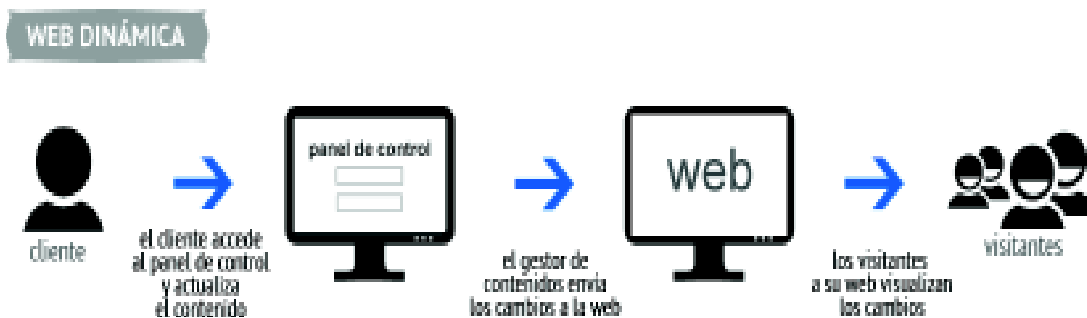 WEB DINÁMICA
cliente
el cliente accede
al panel de control
y actualiza
el contenido
panel de control
el gestor de
contenidos envía
los cambios a la web
web
los visitantes
a su web visualizan
los cambios
visitantes